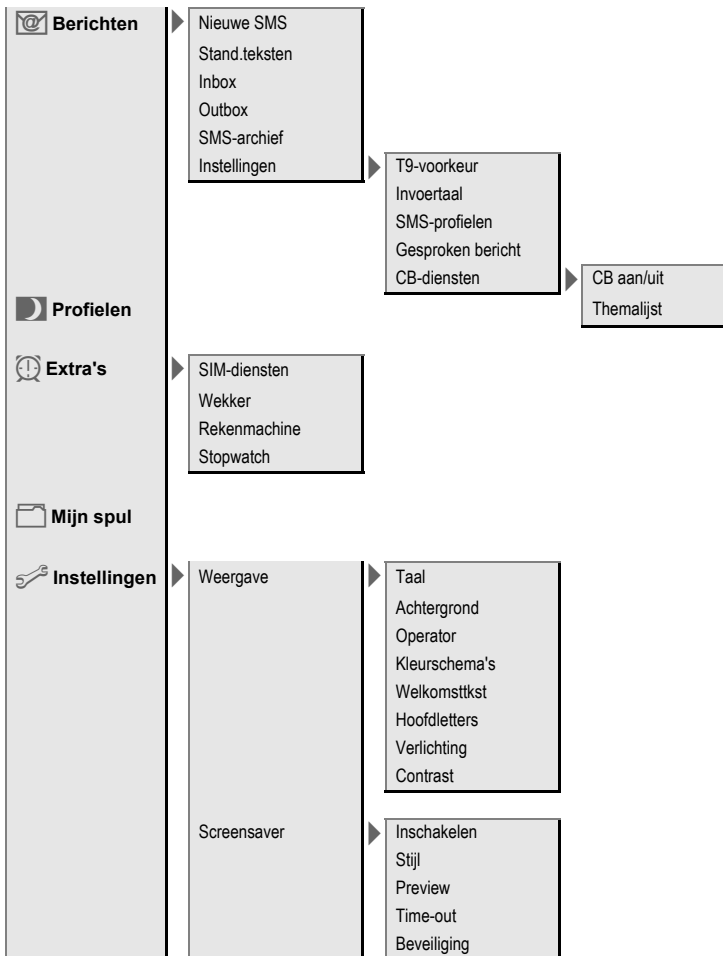 Berichten
Nieuwe SMS
Stand.teksten
Inbox
Outbox
SMS-archief
Instellingen
T9-voorkeur
Invoertaal
SMS-profielen
Gesproken bericht
CB-diensten
CB aan/uit
Themalijst
Profielen
Extra's
SIM-diensten
Wekker
Rekenmachine
Stopwatch
Mijn spul
Instellingen
Weergave
Taal
Achtergrond
Operator
Kleurschema's
Welkomsttkst
Hoofdletters
Verlichting
Contrast
Screensaver
Inschakelen
Stijl
Preview
Time-out
Beveiliging